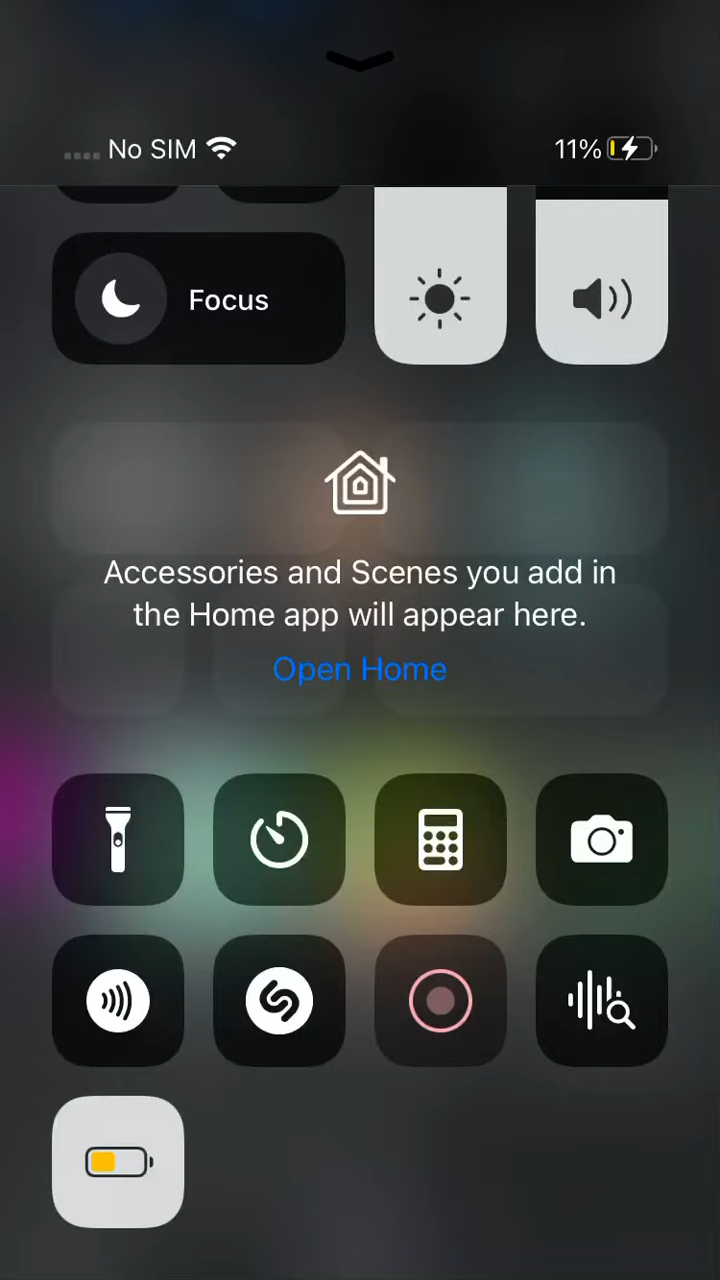 No SIM 11%
Focus
Accessories and Scenes you add in
the Home app will appear here.
Open Home